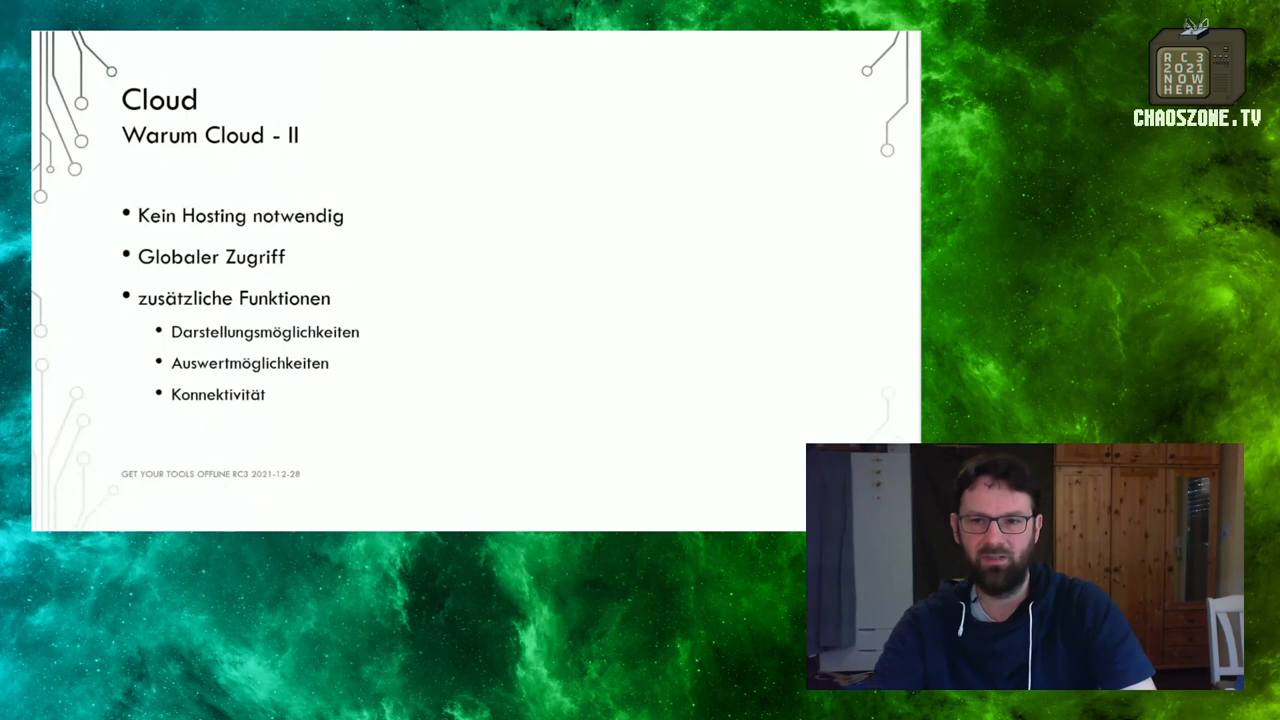 Cloud
Warum Cloud - II
• Kein Hosting notwendig
• Globaler Zugriff
• zusätzliche Funktionen
• Darstellungsmöglichkeiten
• Auswertmöglichkeiten
• Konnektivität
GET YOUR TOOLS OFFLINE RC3 2021-12-28
RC3
2021
NOW
HERE
CHAOSZONE.TV